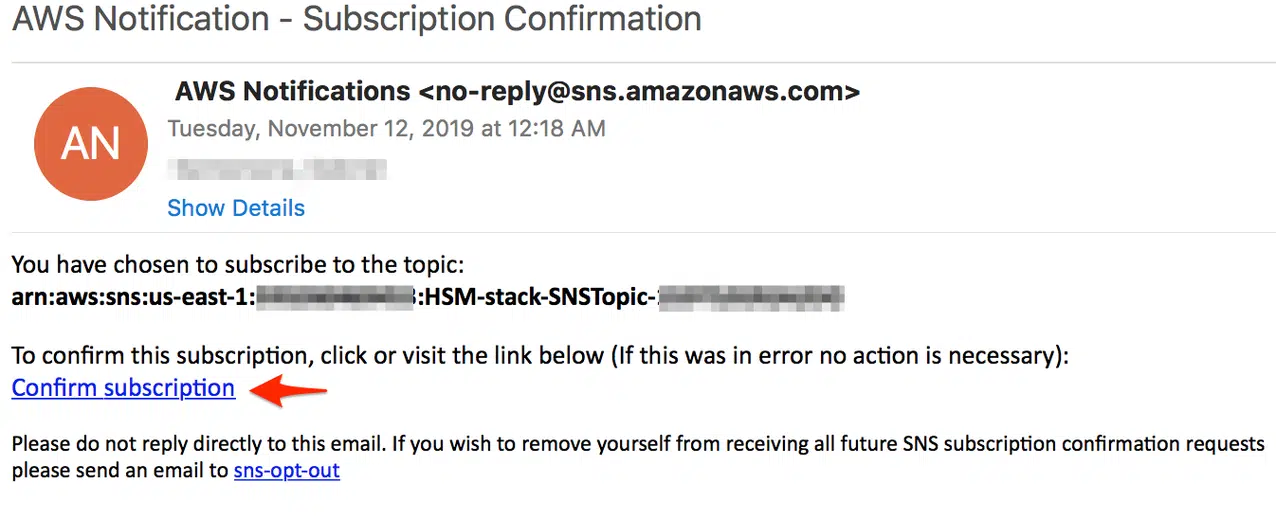 AWS Notification - Subscription Confirmation
AN
AWS Notifications <no-reply@sns.amazonaws.com>
Tuesday, November 12, 2019 at 12:18 AM
Show Details
You have chosen to subscribe to the topic:
arn:aws:sns:us-east-1: :HSM-stack-SNSTopic-
To confirm this subscription, click or visit the link below (If this was in error no action is necessary):
Confirm subscription
Please do not reply directly to this email. If you wish to remove yourself from receiving all future SNS subscription confirmation requests
please send an email to sns-opt-out